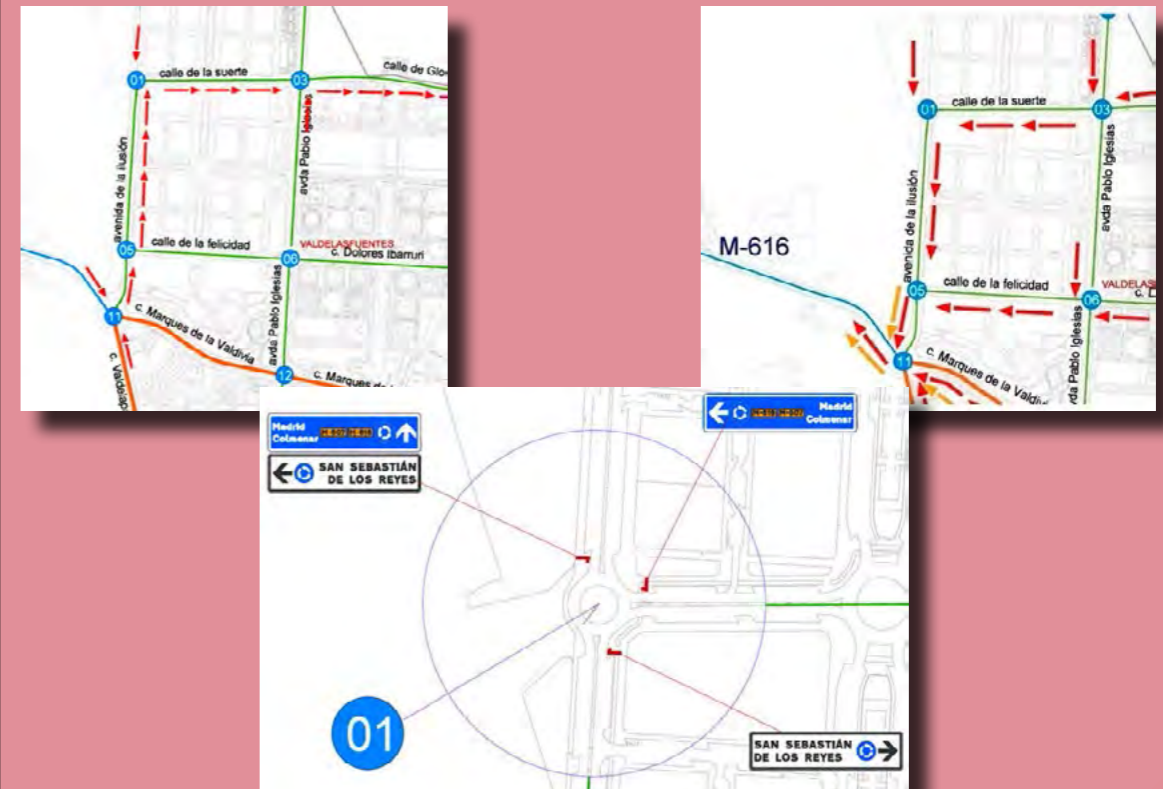 01
calle de la suerte
03
calle de Glo
avda Pablo Iglesias
avenida de la ilusión
05
calle de la felicidad
VALDELASFUENTES
c. Dolores Ibarruri
06
avda Pablo Iglesias
11
c. Marques de la Valdivia
12
c. Marques de
01
calle de la suerte
03
avda Pablo Iglesias
avenida de la ilusión
M-616
05
calle de la felicidad
VALDELAS
06
avda Pablo Iglesias
11
c. Marques de la Valdiv
Madrid
Colmenar
SAN SEBASTIÁN
DE LOS REYES
Madrid
Colmenar
01
SAN SEBASTIÁN
DE LOS REYES